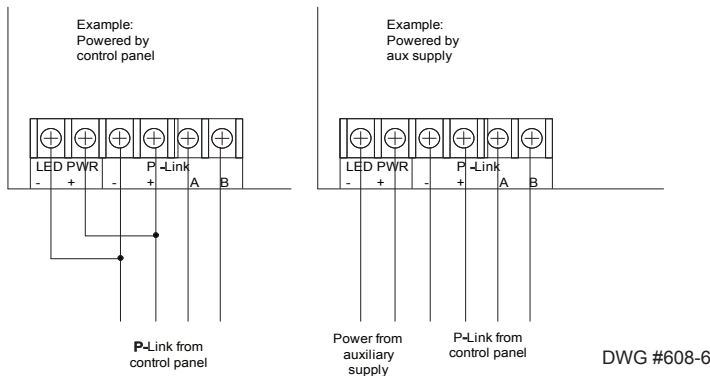 Example:
Powered by
control panel
LED PWR P-Link
- + - + A B
P-Link from
control panel
Example:
Powered by
aux supply
LED PWR P-Link
- + - + A B
Power from
auxiliary
supply
P-Link from
control panel
DWG #608-6